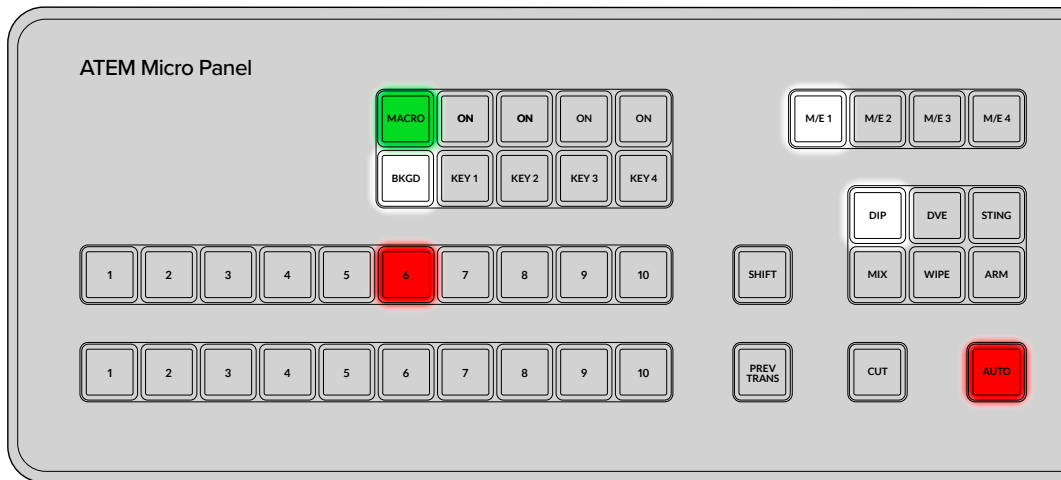 ATEM Micro Panel
MACRO ON ON ON ON
M/E 1 M/E 2 M/E 3 M/E 4
BKGD KEY 1 KEY 2 KEY 3 KEY 4
DIP DVE STING
1 2 3 4 5 6 7 8 9 10
SHIFT
MIX WIPE ARM
1 2 3 4 5 6 7 8 9 10
PREV
TRANS
CUT
AUTO